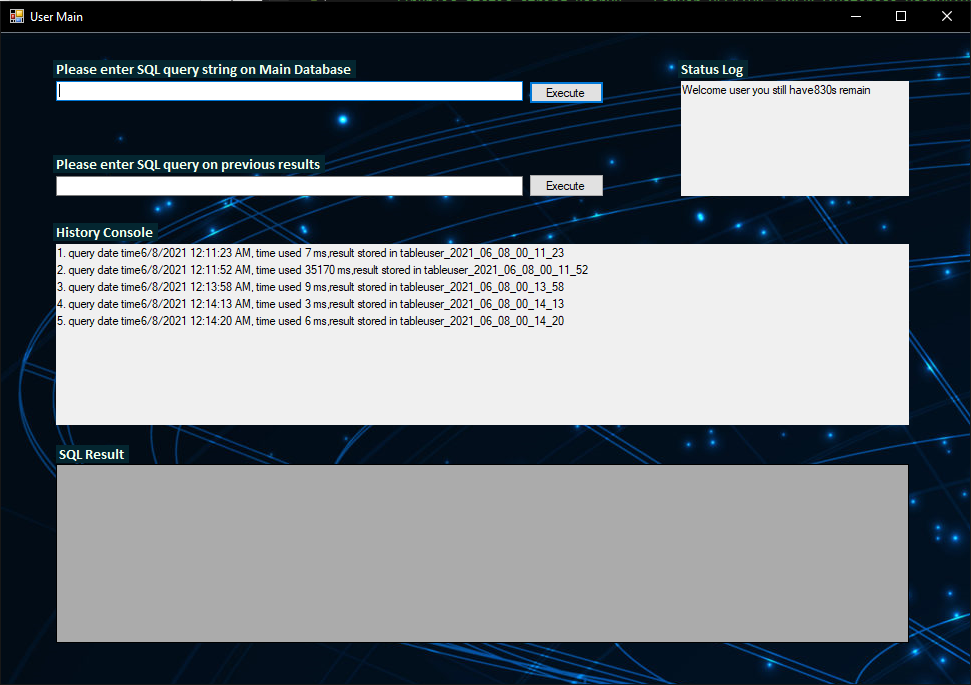 User Main
Please enter SQL query string on Main Database
Execute
Status Log
Welcome user you still have830s remain
Please enter SQL query on previous results
Execute
History Console
1. query date time6/8/2021 12:11:23 AM, time used 7 ms,result stored in tableuser_2021_06_08_00_11_23
2. query date time6/8/2021 12:11:52 AM, time used 35170 ms,result stored in tableuser_2021_06_08_00_11_52
3. query date time6/8/2021 12:13:58 AM, time used 9 ms,result stored in tableuser_2021_06_08_00_13_58
4. query date time6/8/2021 12:14:13 AM, time used 3 ms,result stored in tableuser_2021_06_08_00_14_13
5. query date time6/8/2021 12:14:20 AM, time used 6 ms,result stored in tableuser_2021_06_08_00_14_20
SQL Result